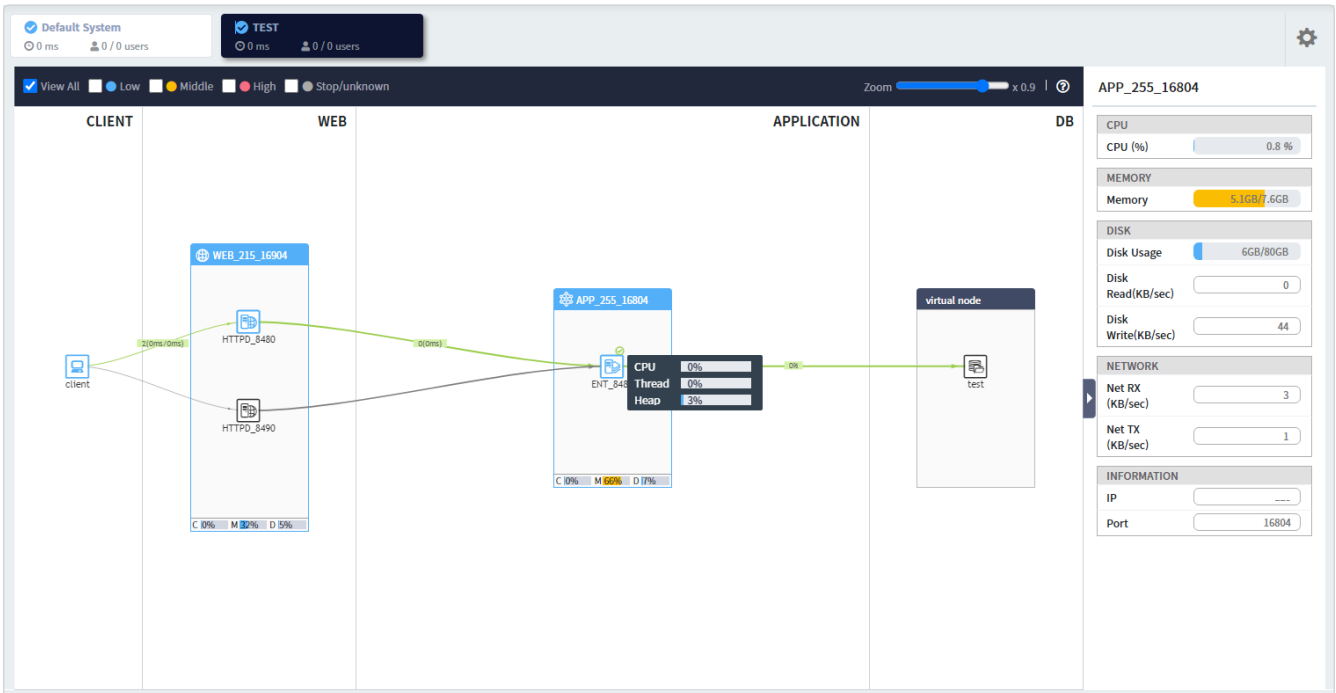 Default System
0 ms 0 / 0 users
TEST
0 ms 0 / 0 users
View All Low Middle High Stop/unknown
Zoom x 0.9
CLIENT
WEB
APPLICATION
DB
WEB_215_16904
HTTPD_8480
2(0ms/0ms)
0(0ms)
client
HTTPD_8490
C 0% M 32% D 5%
APP_255_16804
ENT_848
CPU 0%
Thread 0%
Heap 3%
C 0% M 66% D 7%
0%
virtual node
test
APP_255_16804
CPU
CPU (%) 0.8 %
MEMORY
Memory 5.1GB/7.6GB
DISK
Disk Usage 6GB/80GB
Disk
Read(KB/sec) 0
Disk
Write(KB/sec) 44
NETWORK
Net RX
(KB/sec) 3
Net TX
(KB/sec) 1
INFORMATION
IP ___
Port 16804